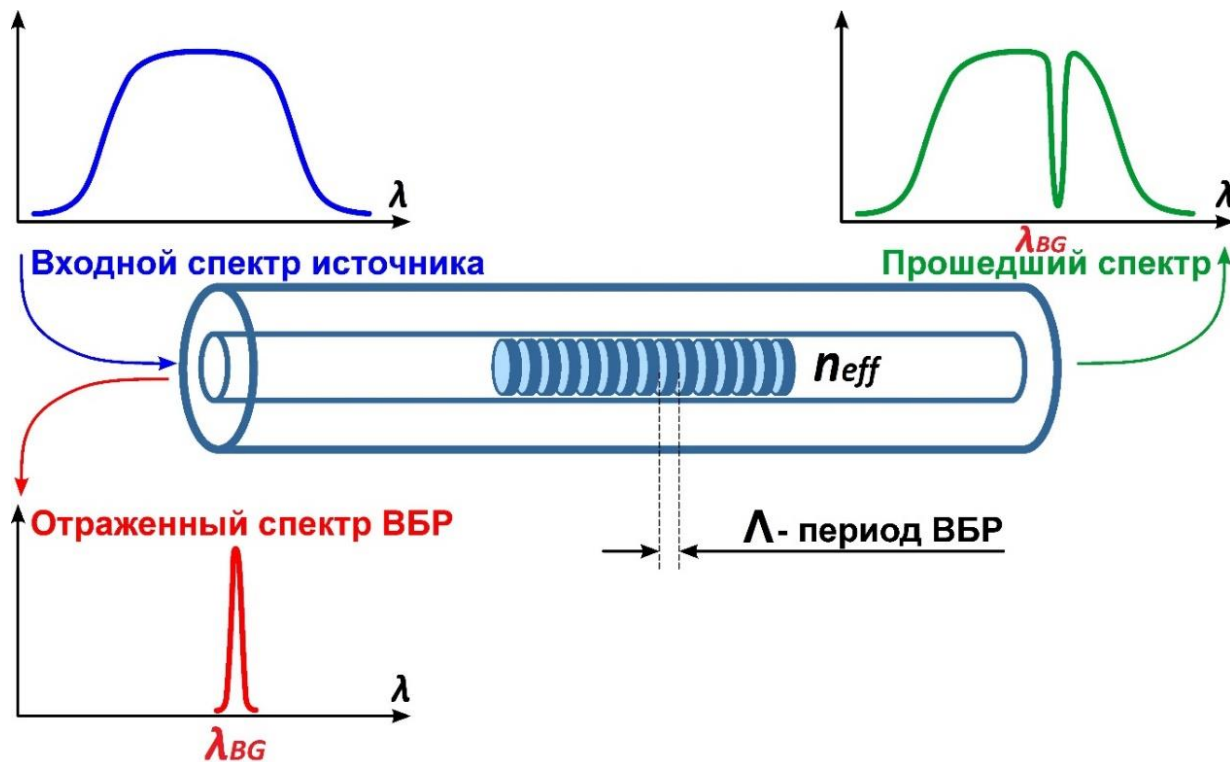 λ
λ
λBG
Входной спектр источника
Прошедший спектр
neff
Отраженный спектр ВБР
Λ - период ВБР
λ
λBG